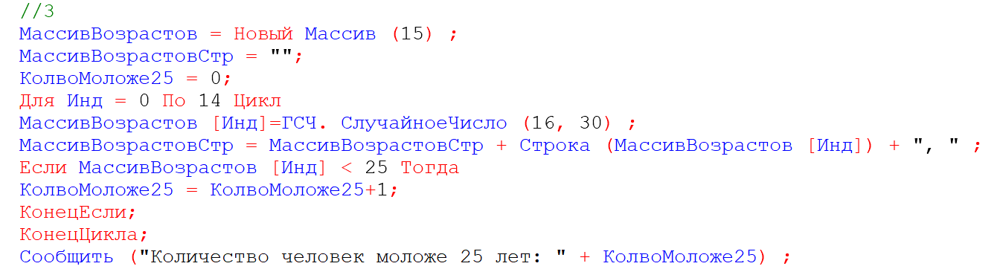 //3
МассивВозрастов = Новый Массив (15) ;
МассивВозрастовСтр = "";
КолвоМоложе25 = 0;
Для Инд = 0 По 14 Цикл
МассивВозрастов [Инд]=ГСЧ. СлучайноеЧисло (16, 30) ;
МассивВозрастовСтр = МассивВозрастовСтр + Строка (МассивВозрастов [Инд]) + ", " ;
Если МассивВозрастов [Инд] < 25 Тогда
КолвоМоложе25 = КолвоМоложе25+1;
КонецЕсли;
КонецЦикла;
Сообщить ("Количество человек моложе 25 лет: " + КолвоМоложе25) ;